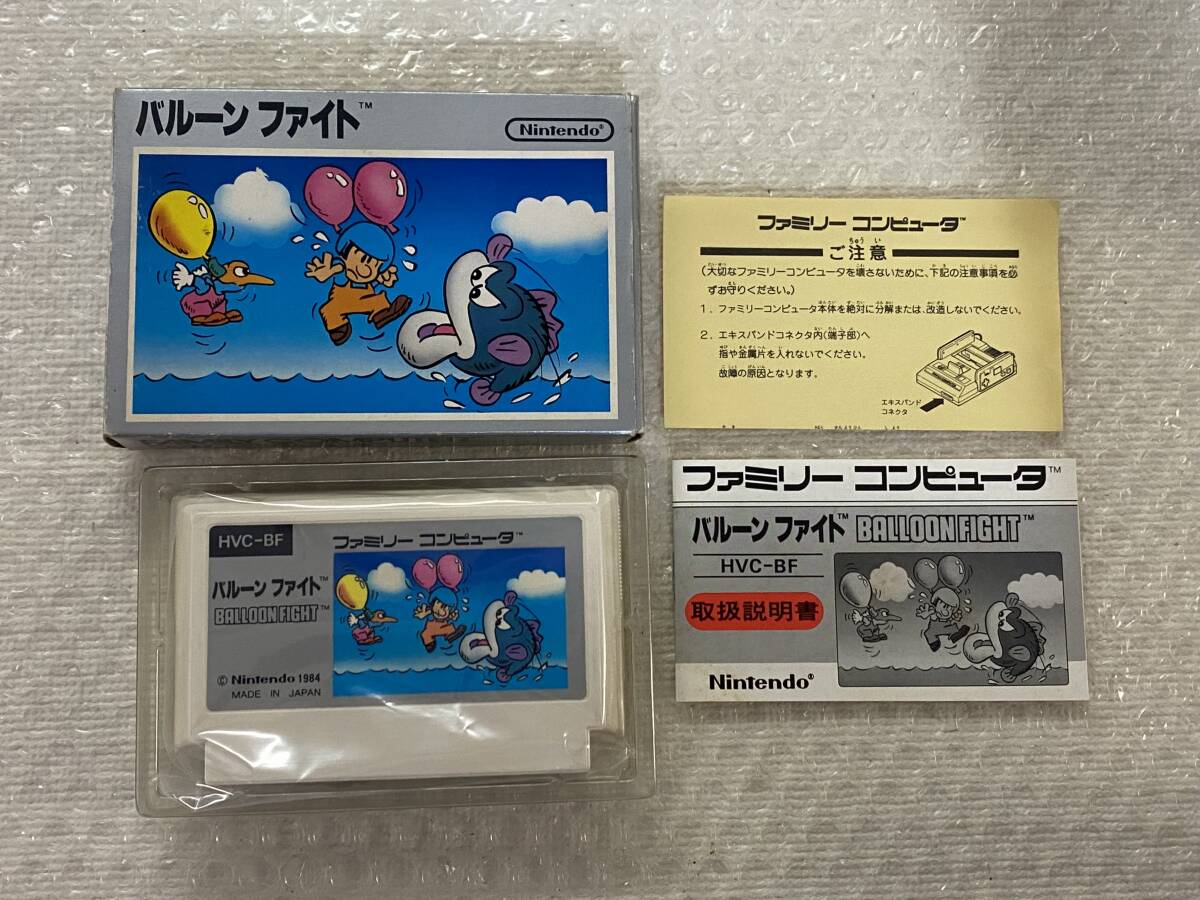 バルーン ファイト™
Nintendo®
ファミリー コンピュータ™
ご注意
ちゅう い
(大切なファミリーコンピュータを壊さないために、下記の注意事項を必
ずお守りください。)
1. ファミリーコンピュータ本体を絶対に分解または、改造しないでください。
2. エキスパンドコネクタ内(端子部)へ
指や金属片を入れないでください。
故障の原因となります。
エキスパンド
コネクタ
HVC-BF
ファミリー コンピュータ™
バルーン ファイト™
BALLOON FIGHT™
© Nintendo 1984
MADE IN JAPAN
ファミリー コンピュータ™
バルーン ファイト™ BALLOON FIGHT™
HVC-BF
取扱説明書
Nintendo®